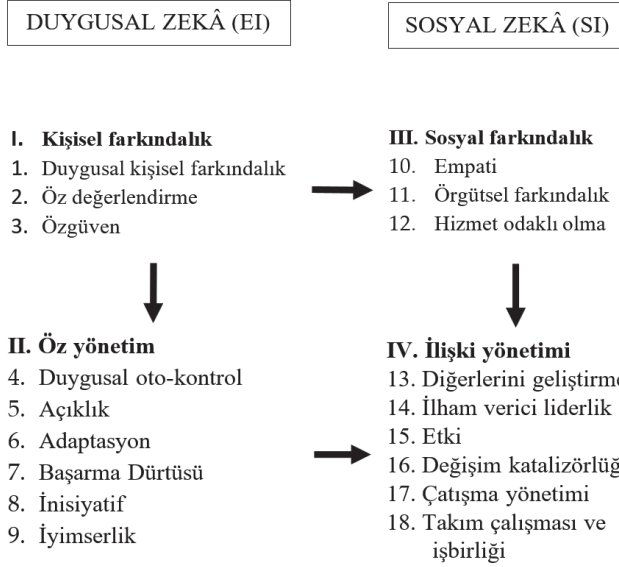 DUYGUSAL ZEKÂ (EI)
SOSYAL ZEKÂ (SI)
I. Kişisel farkındalık
1. Duygusal kişisel farkındalık
2. Öz değerlendirme
3. Özgüven
III. Sosyal farkındalık
10. Empati
11. Örgütsel farkındalık
12. Hizmet odaklı olma
II. Öz yönetim
4. Duygusal oto-kontrol
5. Açıklık
6. Adaptasyon
7. Başarma Dürtüsü
8. İnisiyatif
9. İyimserlik
IV. İlişki yönetimi
13. Diğerlerini geliştirme
14. İlham verici liderlik
15. Etki
16. Değişim katalizörlüğ
17. Çatışma yönetimi
18. Takım çalışması ve
işbirliği